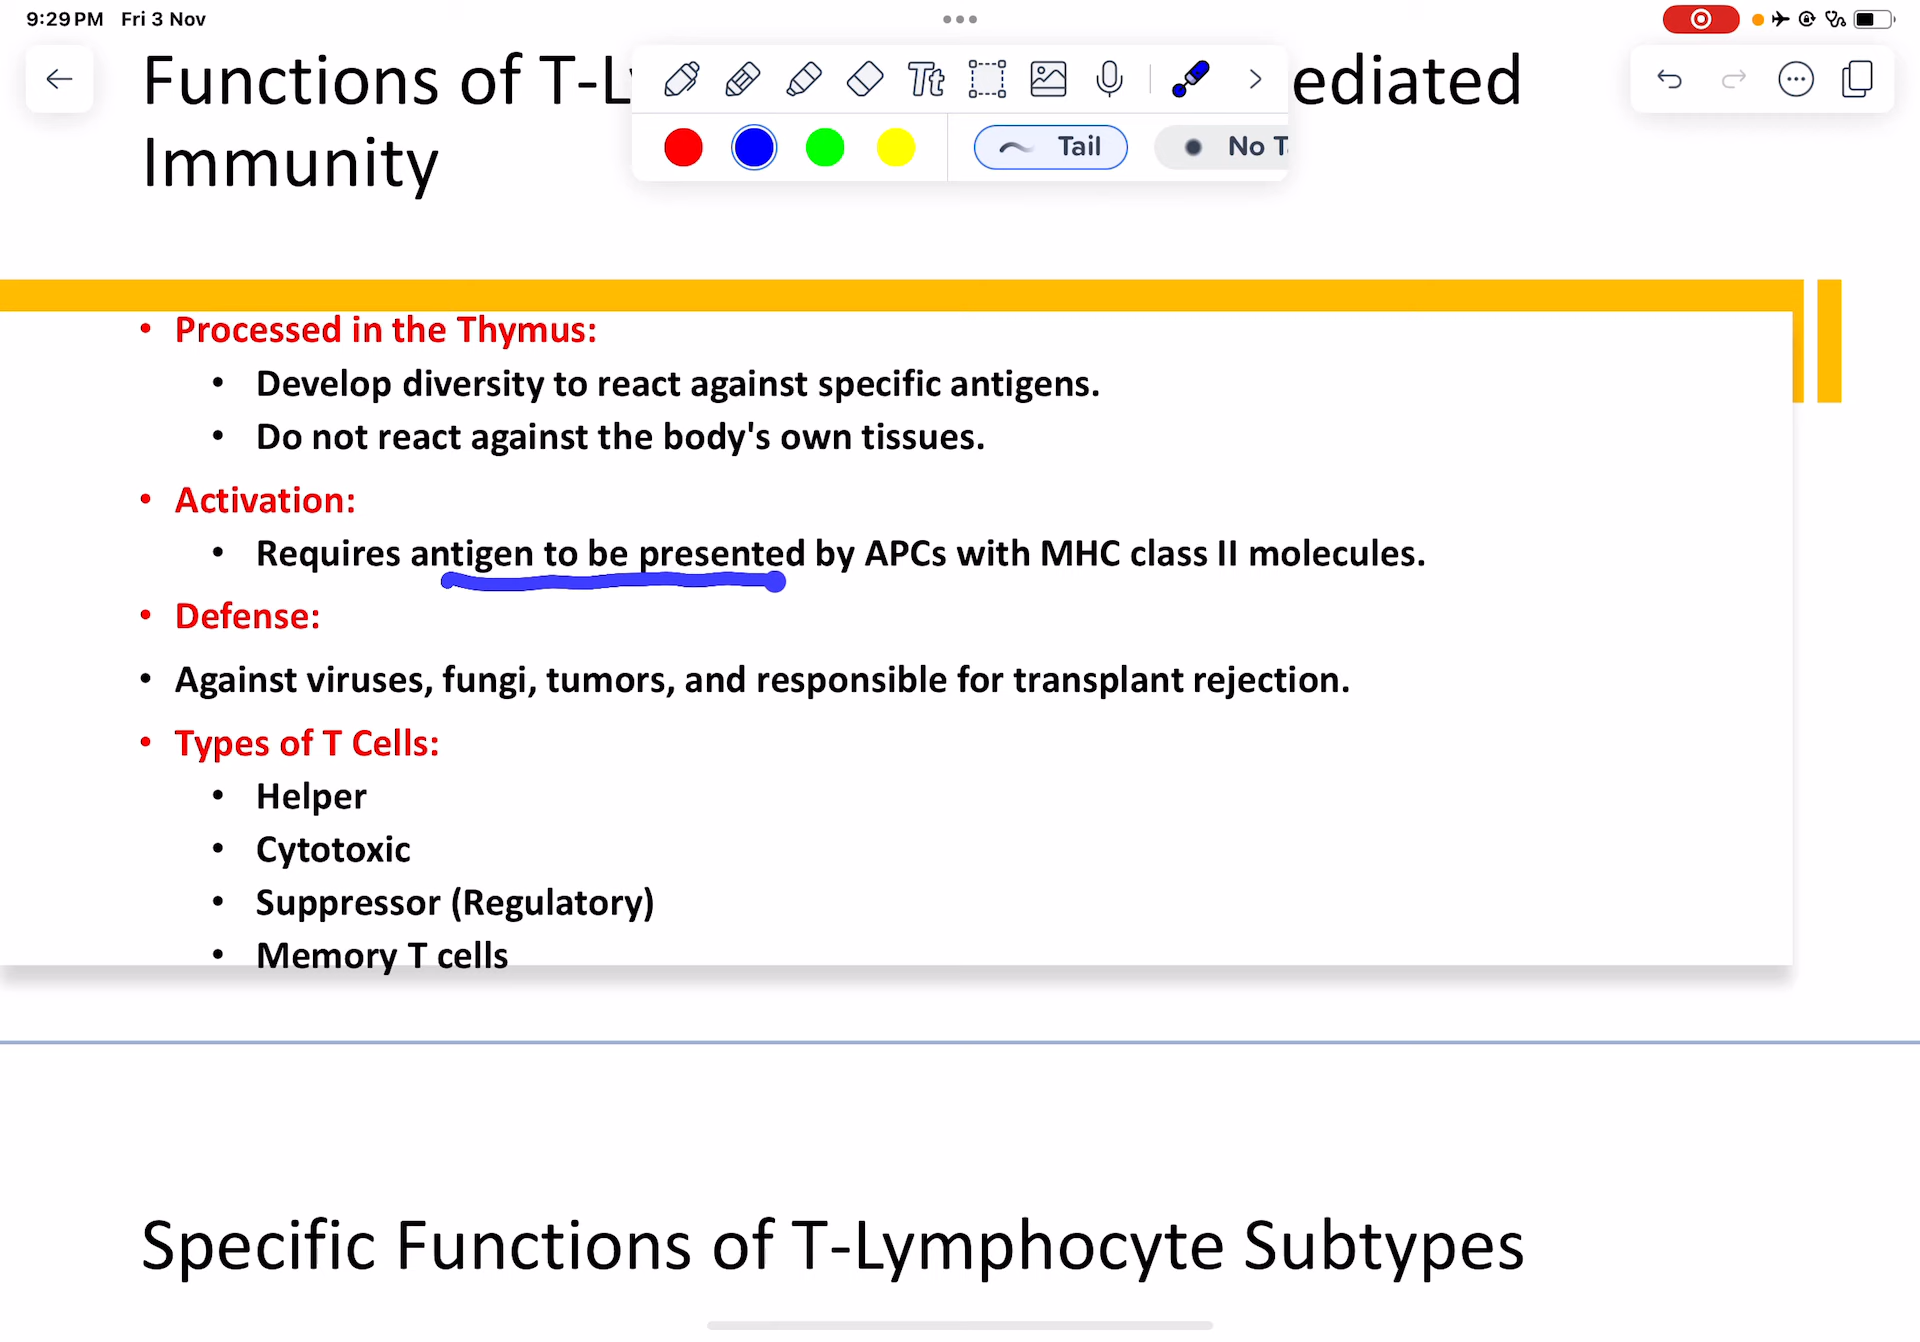 9:29 PM Fri 3 Nov
Functions of T-L ediated
Immunity
Tt
Tail
No T
• Processed in the Thymus:
• Develop diversity to react against specific antigens.
• Do not react against the body's own tissues.
• Activation:
• Requires antigen to be presented by APCs with MHC class II molecules.
• Defense:
• Against viruses, fungi, tumors, and responsible for transplant rejection.
• Types of T Cells:
• Helper
• Cytotoxic
• Suppressor (Regulatory)
• Memory T cells
Specific Functions of T-Lymphocyte Subtypes